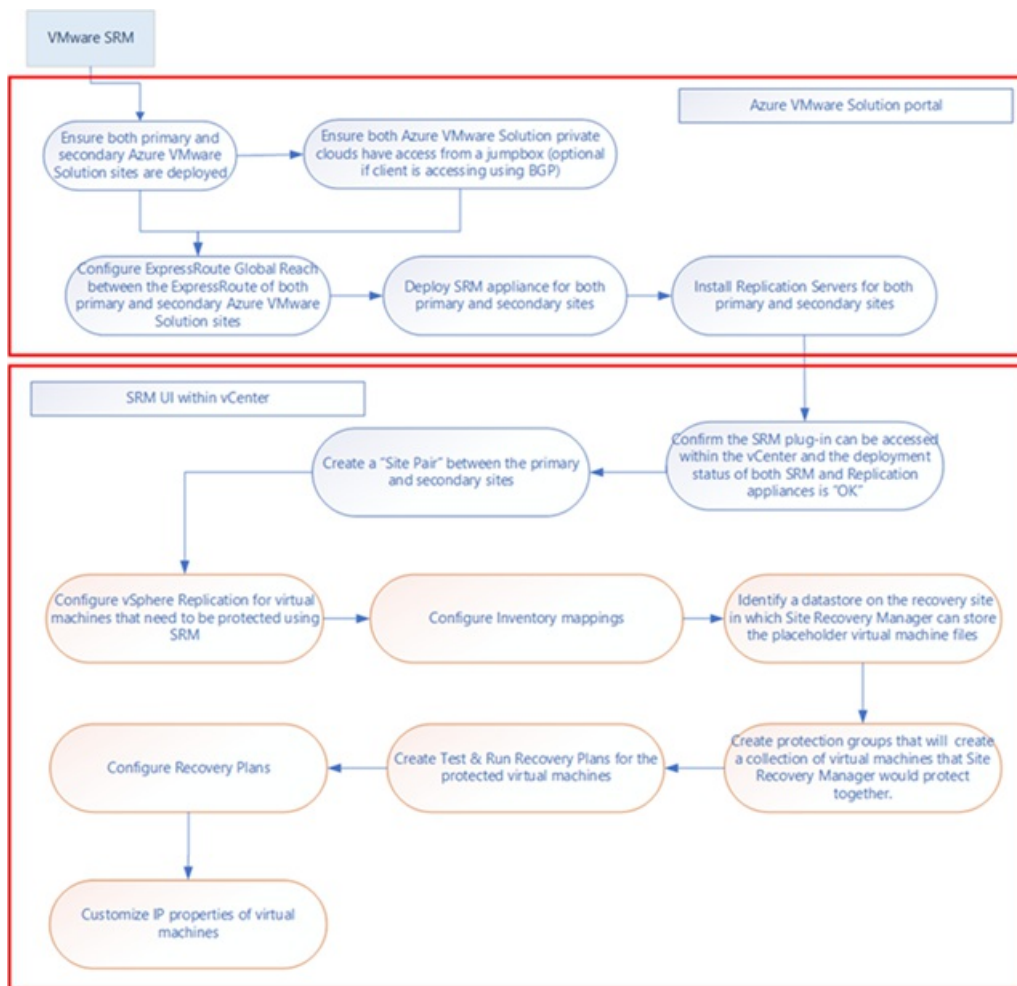 VMware SRM
Azure VMware Solution portal
Ensure both primary and
secondary Azure VMware
Solution sites are deployed
Ensure both Azure VMware Solution private
clouds have access from a jumpbox (optional
if client is accessing using BGP)
Configure ExpressRoute Global Reach
between the ExpressRoute of both
primary and secondary Azure VMware
Solution sites
Deploy SRM appliance for both
primary and secondary sites
Install Replication Servers for both
primary and secondary sites
SRM UI within vCenter
Confirm the SRM plug-in can be accessed
within the vCenter and the deployment
status of both SRM and Replication
appliances is “OK”
Create a “Site Pair” between the primary
and secondary sites
Configure vSphere Replication for virtual
machines that need to be protected using
SRM
Configure Inventory mappings
Identify a datastore on the recovery site
in which Site Recovery Manager can store
the placeholder virtual machine files
Create protection groups that will create
a collection of virtual machines that Site
Recovery Manager would protect
together.
Create Test & Run Recovery Plans for the
protected virtual machines
Configure Recovery Plans
Customize IP properties of virtual
machines